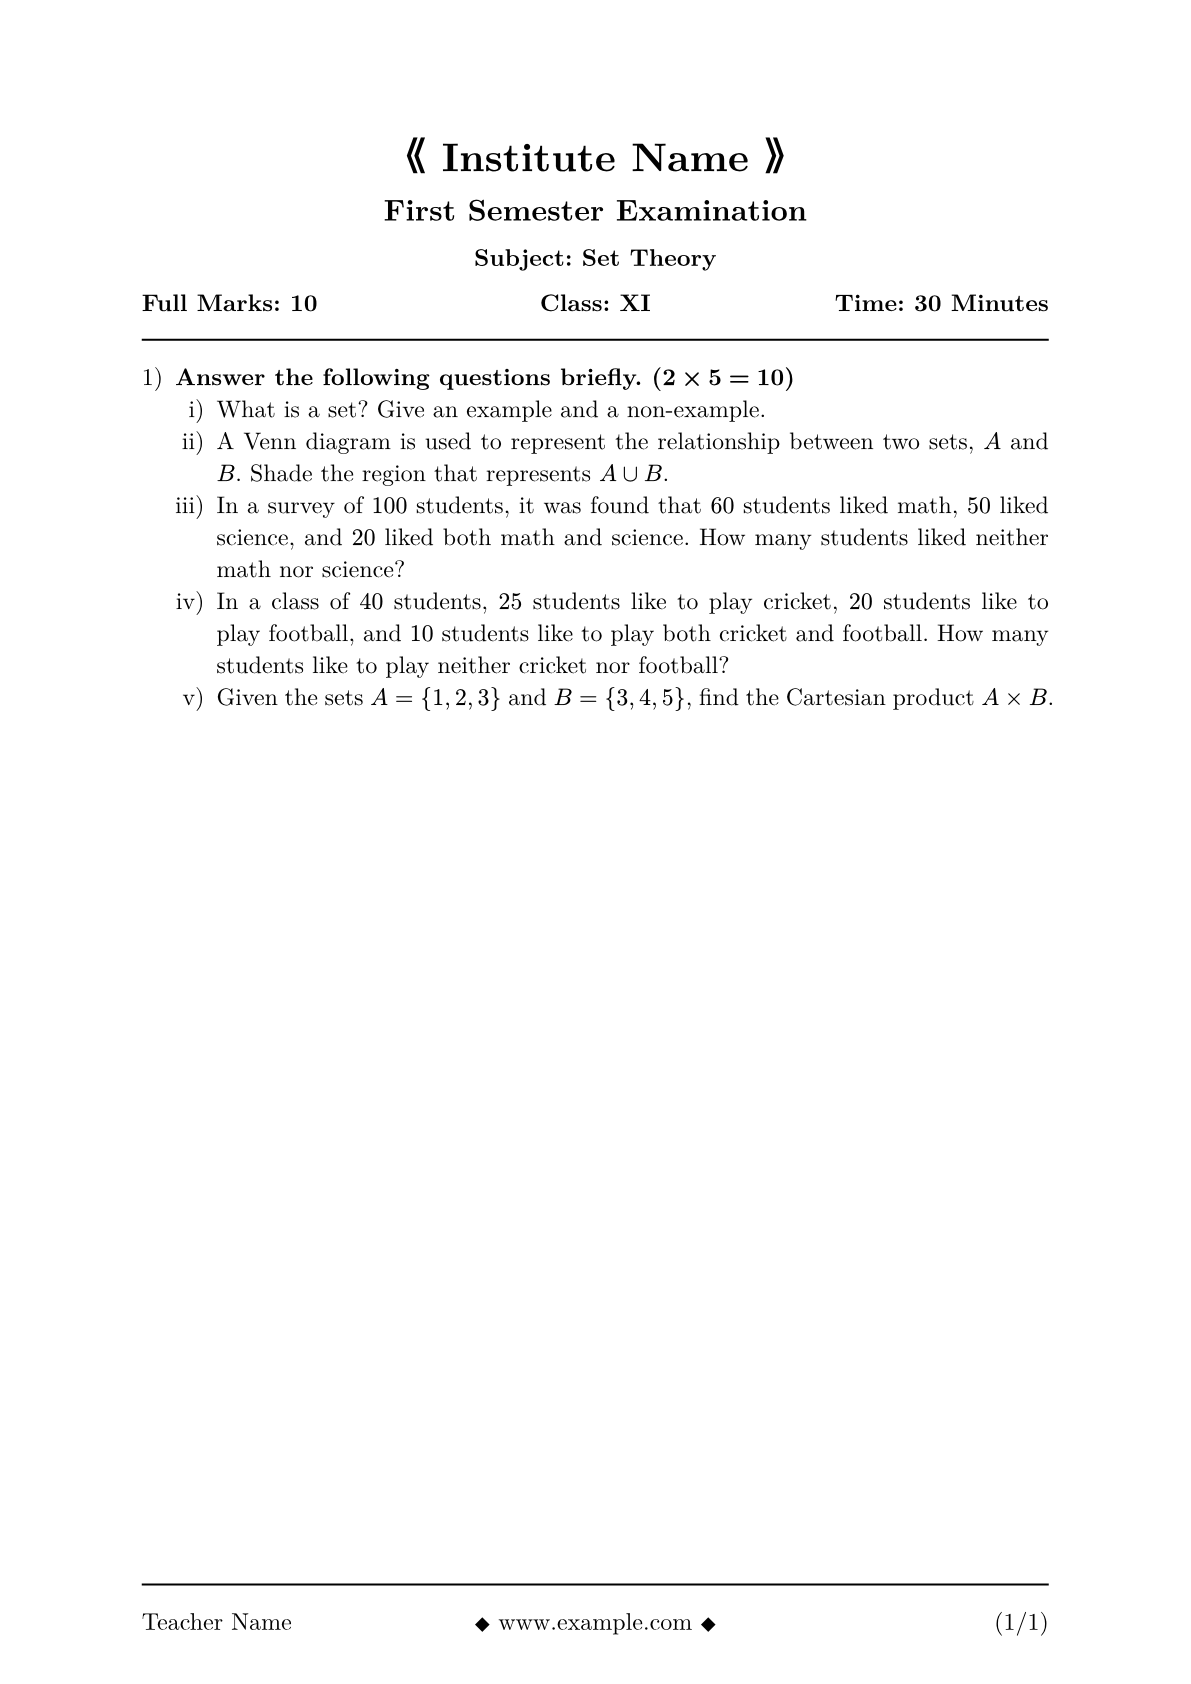 ⟪ Institute Name ⟫
First Semester Examination
Subject: Set Theory
Full Marks: 10 Class: XI Time: 30 Minutes
1) Answer the following questions briefly. (2 × 5 = 10)
i) What is a set? Give an example and a non-example.
ii) A Venn diagram is used to represent the relationship between two sets, A and
B. Shade the region that represents A ∪ B.
iii) In a survey of 100 students, it was found that 60 students liked math, 50 liked
science, and 20 liked both math and science. How many students liked neither
math nor science?
iv) In a class of 40 students, 25 students like to play cricket, 20 students like to
play football, and 10 students like to play both cricket and football. How many
students like to play neither cricket nor football?
v) Given the sets A = {1, 2, 3} and B = {3, 4, 5}, find the Cartesian product A × B.
Teacher Name ◆ www.example.com ◆ (1/1)